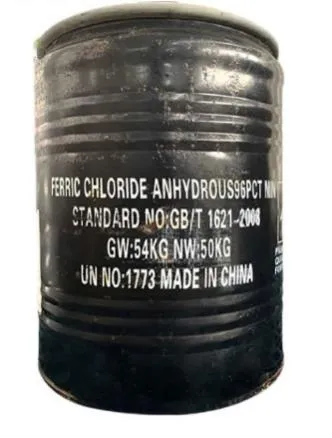 FERRIC CHLORIDE ANHYDROUS96PCT MIN
STANDARD NO:GB/T 1621-2008
GW:54KG NW:50KG
UN NO:1773 MADE IN CHINA